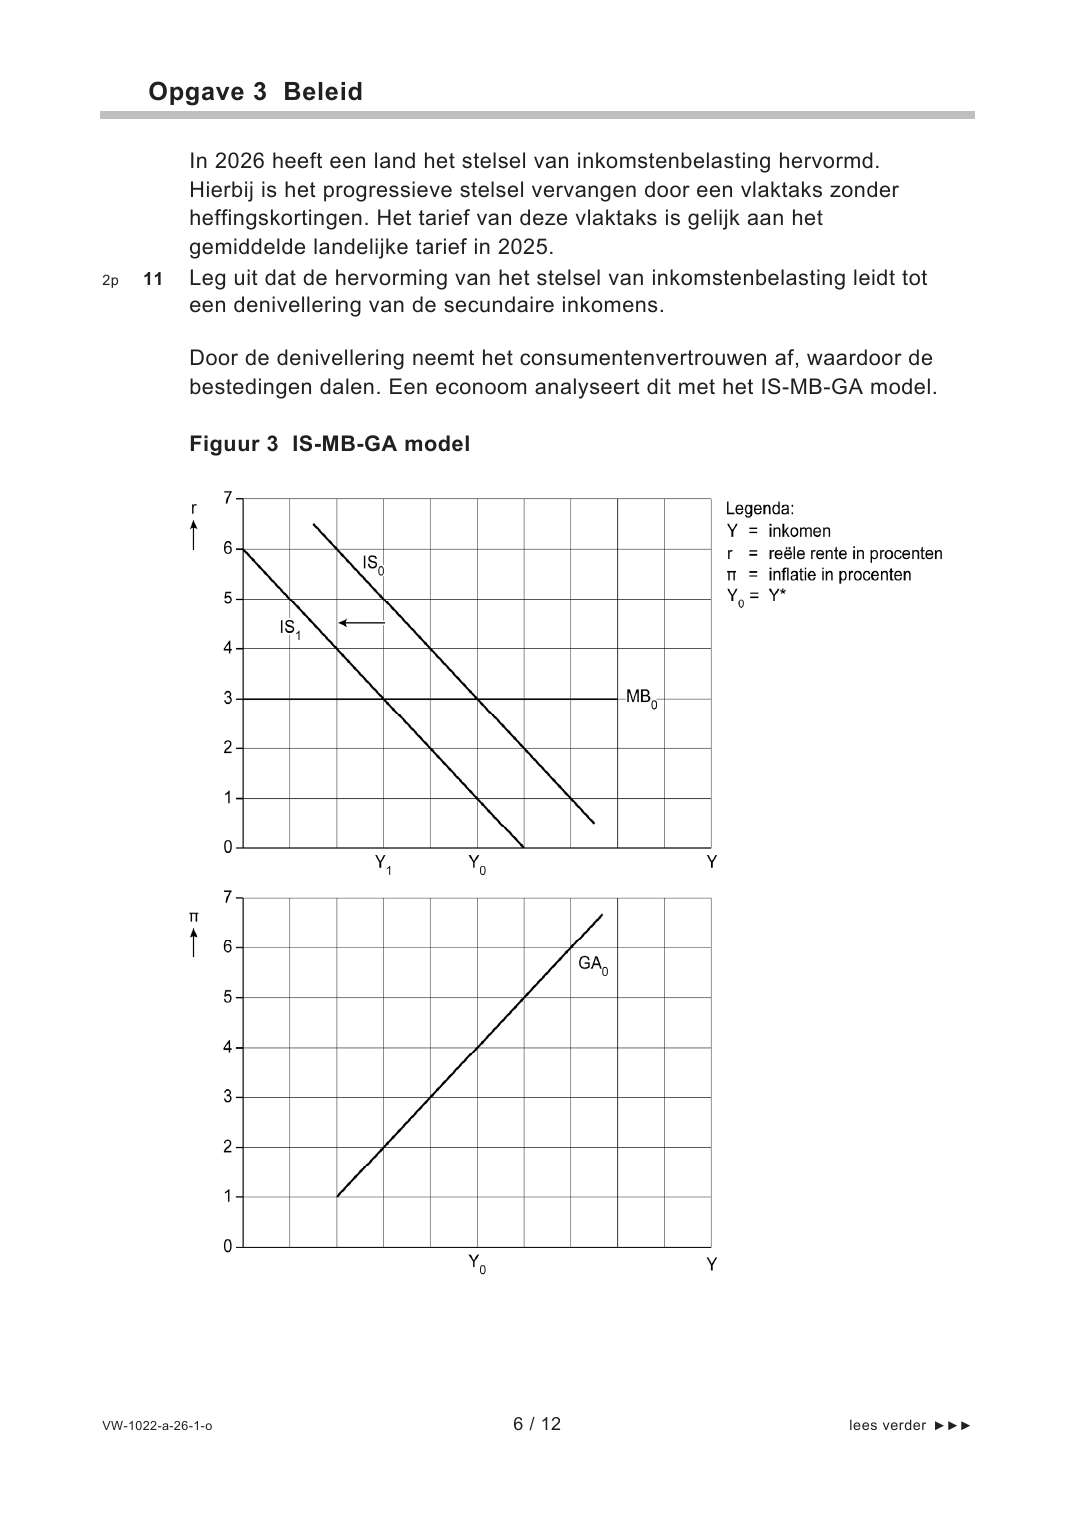 Opgave 3 Beleid
In 2026 heeft een land het stelsel van inkomstenbelasting hervormd.
Hierbij is het progressieve stelsel vervangen door een vlaktaks zonder
heffingskortingen. Het tarief van deze vlaktaks is gelijk aan het
gemiddelde landelijke tarief in 2025.
2p 11 Leg uit dat de hervorming van het stelsel van inkomstenbelasting leidt tot
een denivellering van de secundaire inkomens.
Door de denivellering neemt het consumentenvertrouwen af, waardoor de
bestedingen dalen. Een econoom analyseert dit met het IS-MB-GA model.
Figuur 3 IS-MB-GA model
r
7
6
5
4
3
2
1
0
IS0
IS1
MB0
Y1 Y0 Y
Legenda:
Y = inkomen
r = reële rente in procenten
π = inflatie in procenten
Y0 = Y*
π
7
6
5
4
3
2
1
0
GA0
Y0 Y
VW-1022-a-26-1-o 6 / 12 lees verder ►►►